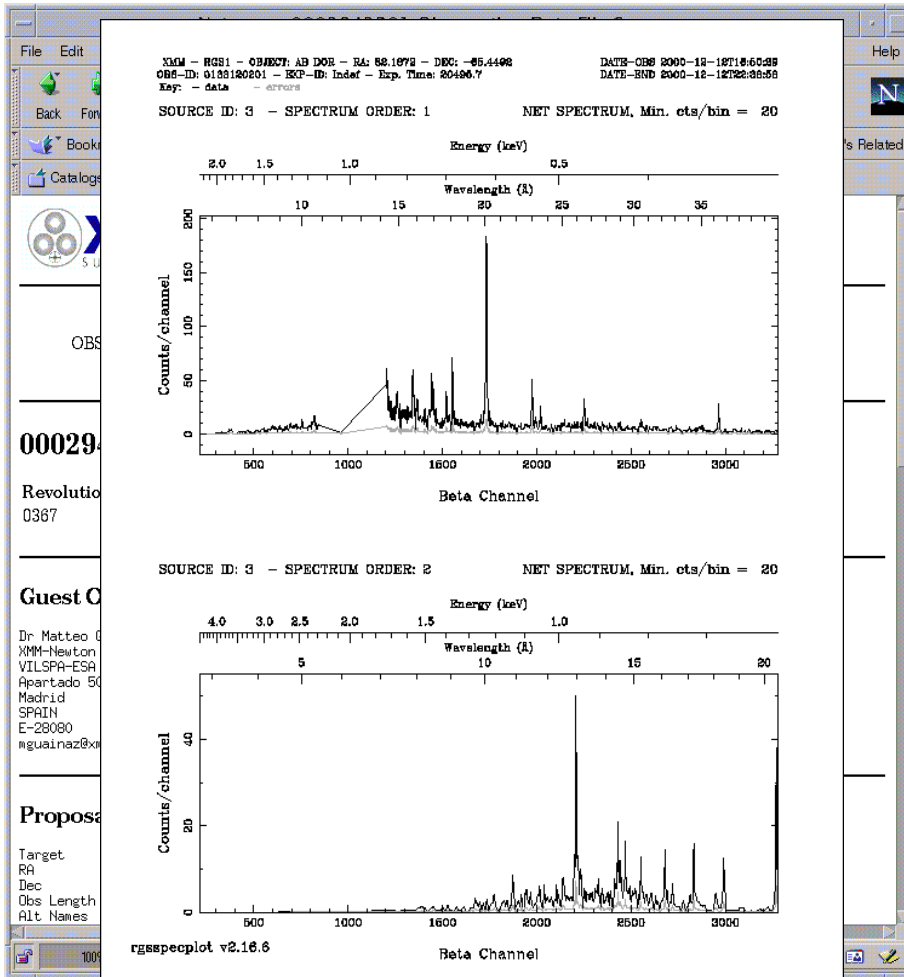 File Edit
Help
Back
Bookm
's Related
Catalogs
N
XMM - RGS1 - OBJECT: AB DOR - RA: 82.1872 - DEC: -65.4492
DATE-OBS 2000-12-12T16:50:39
OBS-ID: 0133120201 - EXP-ID: Indef - Exp. Time: 20496.7
DATE-END 2000-12-12T22:38:58
Key: - data - errors
SOURCE ID: 3 - SPECTRUM ORDER: 1
NET SPECTRUM, Min. cts/bin = 20
Energy (keV)
2.0 1.5 1.0 0.5
Wavelength (Å)
10 15 20 25 30 35
Counts/channel
200
150
100
50
0
500 1000 1500 2000 2500 3000
Beta Channel
SOURCE ID: 3 - SPECTRUM ORDER: 2
NET SPECTRUM, Min. cts/bin = 20
Energy (keV)
4.0 3.0 2.5 2.0 1.5 1.0
Wavelength (Å)
5 10 15 20
Counts/channel
40
20
0
500 1000 1500 2000 2500 3000
Beta Channel
rgsspecplot v2.16.6
X
S U
OBS
00029
Revolutio
0367
Guest O
Dr Matteo G
XMM-Newton
VILSPA-ESA
Apartado 50
Madrid
SPAIN
E-28080
mguainaz@xm
Proposa
Target
RA
Dec
Obs Length
Alt Names
100%